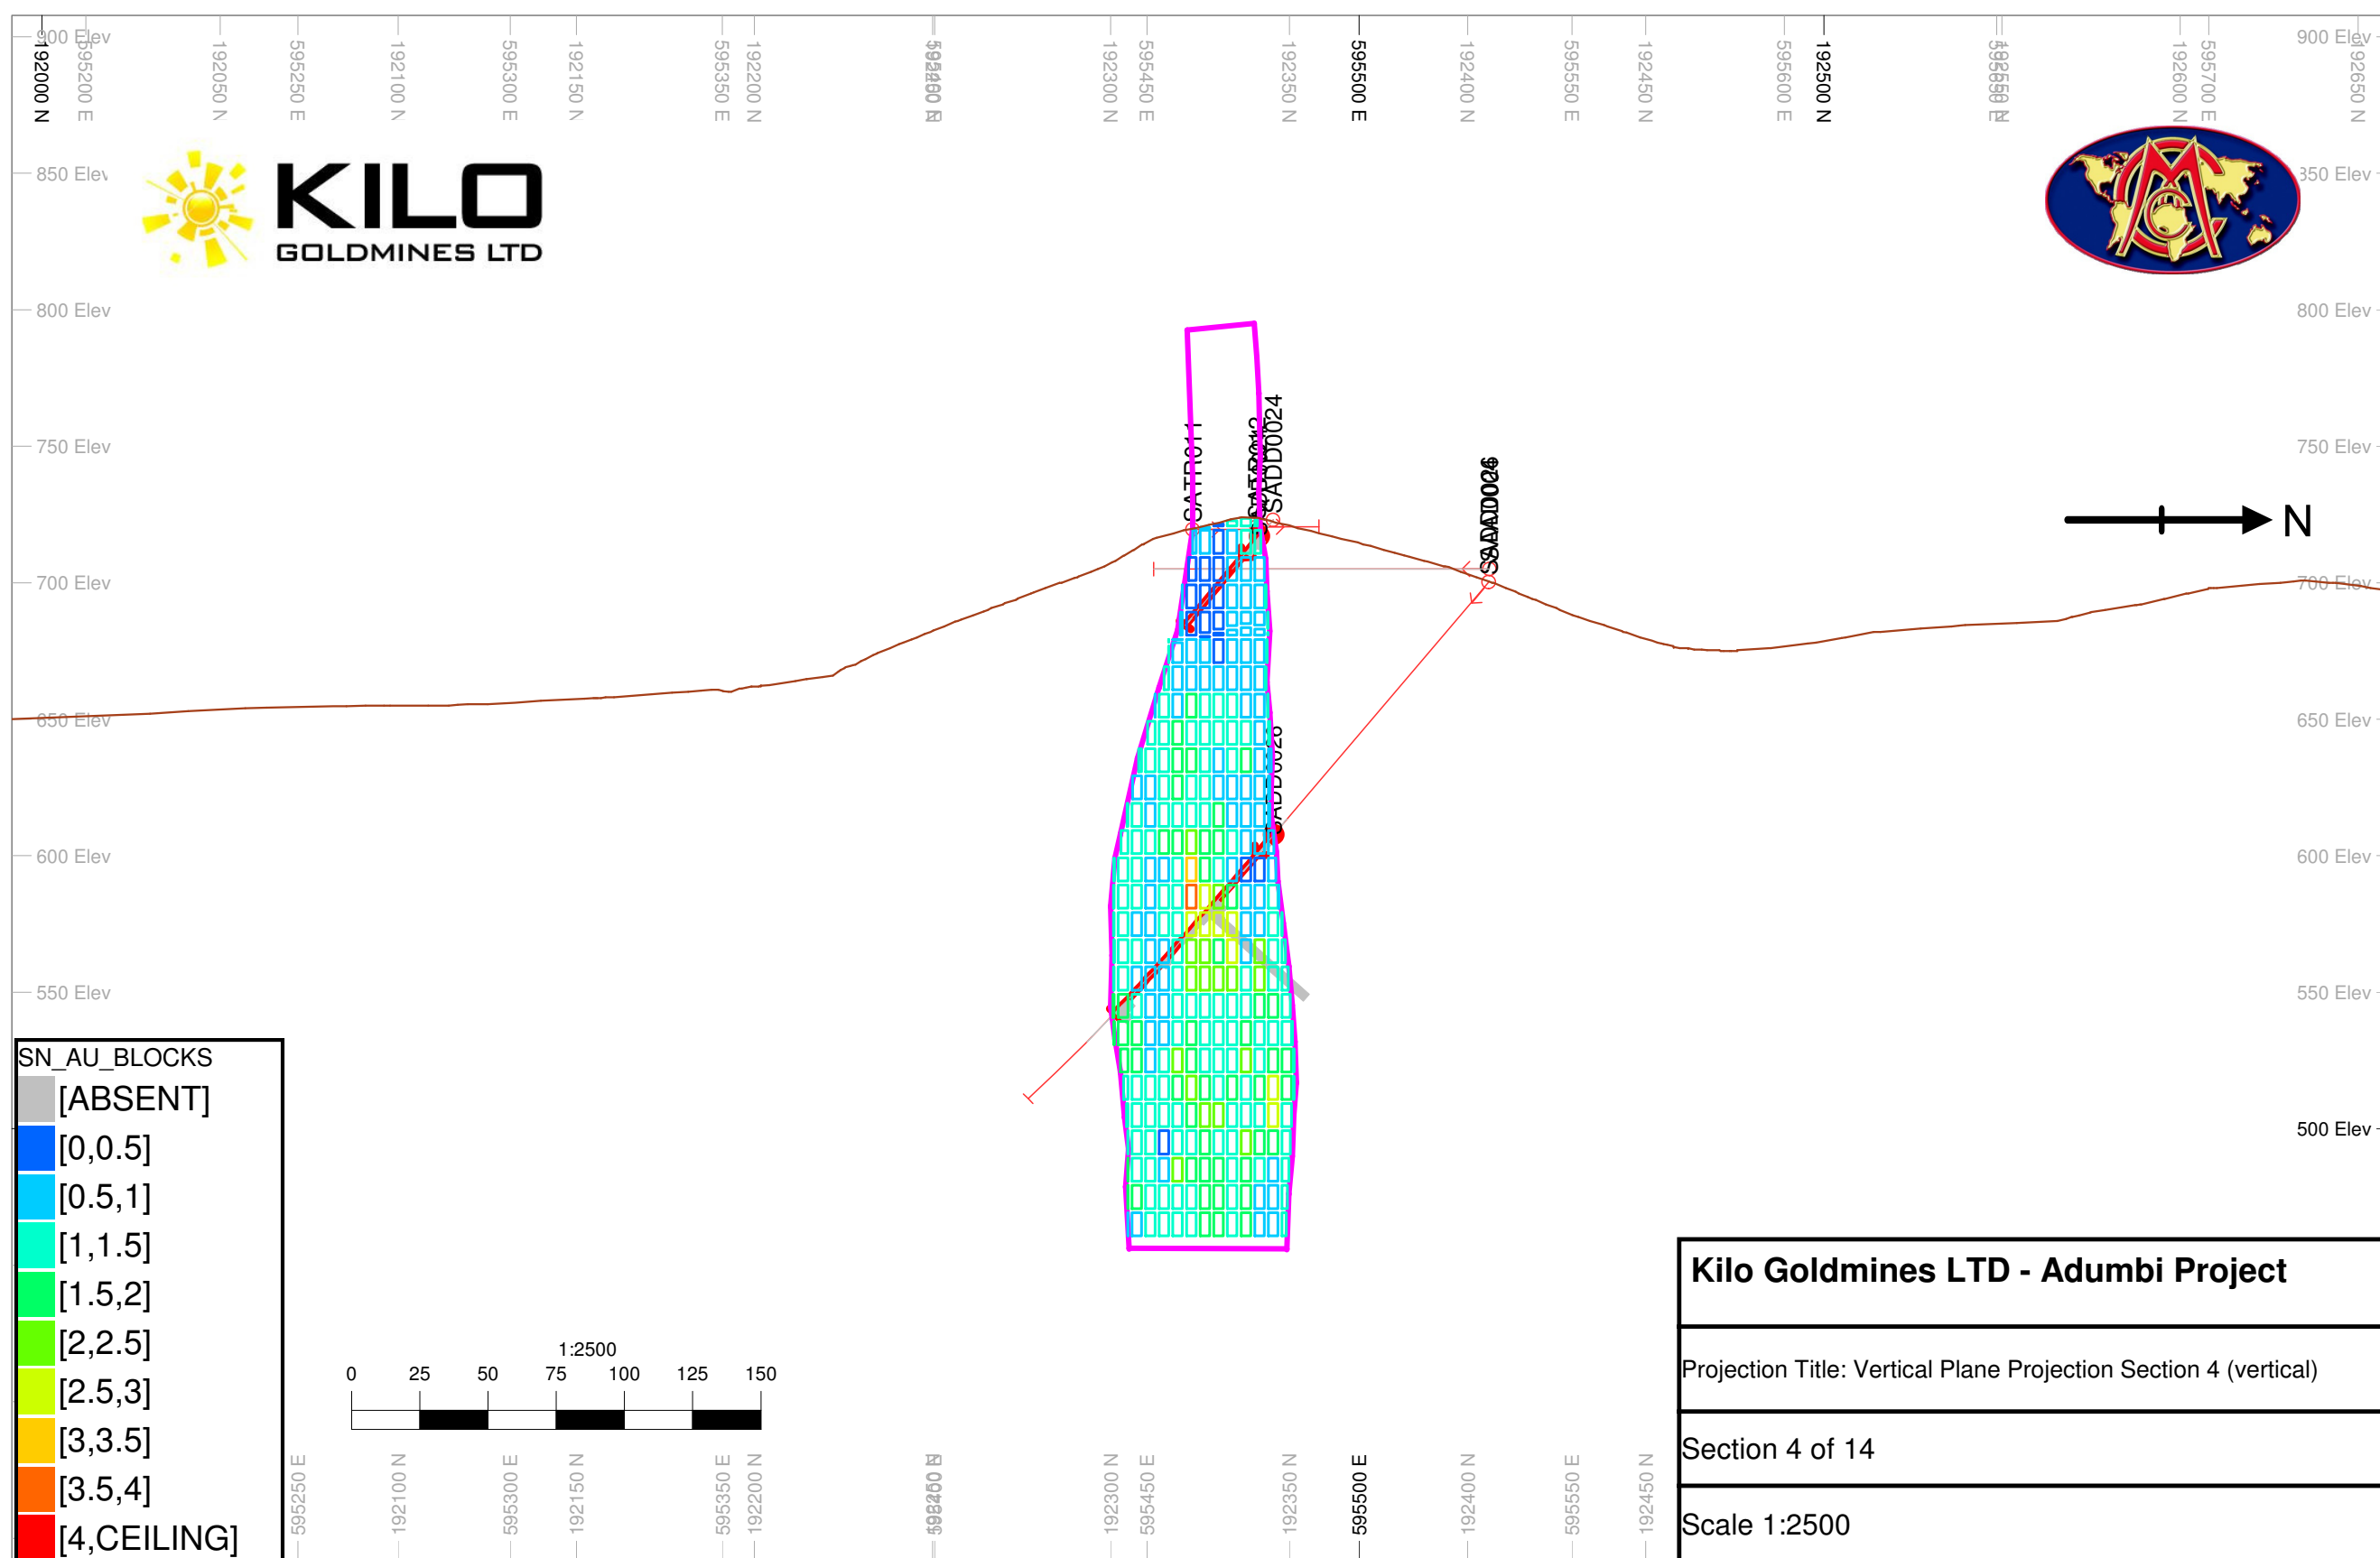 900 Elev
192000 N
595200 E
192050 N
595250 E
192100 N
595300 E
192150 N
595350 E
192200 N
192300 N
595450 E
192350 N
595500 E
192400 N
595550 E
192450 N
595600 E
192500 N
192600 N
595700 E
192650 N
900 Elev
850 Elev
KILO
GOLDMINES LTD
350 Elev
800 Elev
800 Elev
750 Elev
750 Elev
SATR011
SADD0024
N
700 Elev
700 Elev
650 Elev
650 Elev
600 Elev
600 Elev
550 Elev
550 Elev
500 Elev
SN_AU_BLOCKS
[ABSENT]
[0,0.5]
[0.5,1]
[1,1.5]
[1.5,2]
[2,2.5]
[2.5,3]
[3,3.5]
[3.5,4]
[4,CEILING]
1:2500
0 25 50 75 100 125 150
Kilo Goldmines LTD - Adumbi Project
Projection Title: Vertical Plane Projection Section 4 (vertical)
Section 4 of 14
Scale 1:2500
595250 E
192100 N
595300 E
192150 N
595350 E
192200 N
192300 N
595450 E
192350 N
595500 E
192400 N
595550 E
192450 N